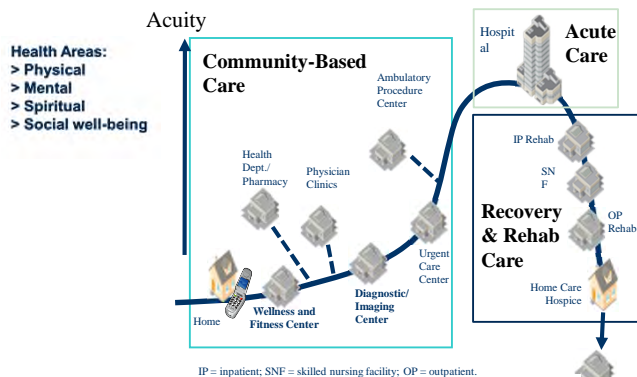 Acuity
Health Areas:
> Physical
> Mental
> Spiritual
> Social well-being
Community-Based
Care
Ambulatory
Procedure
Center
Health
Dept./
Pharmacy
Physician
Clinics
Urgent
Care
Center
Home
Wellness and
Fitness Center
Diagnostic/
Imaging
Center
Hospit
al
Acute
Care
IP Rehab
SN
F
Recovery
& Rehab
Care
OP
Rehab
Home Care
Hospice
IP = inpatient; SNF = skilled nursing facility; OP = outpatient.